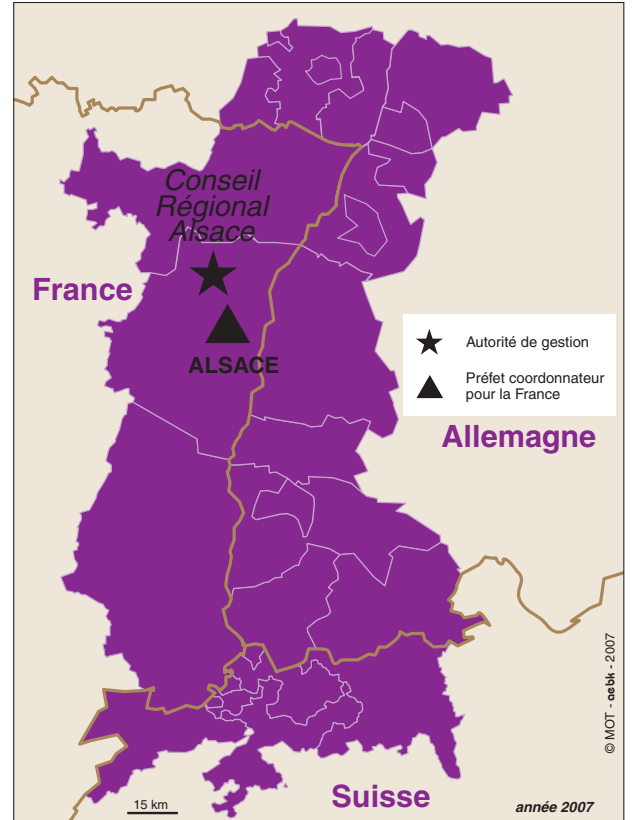 Conseil
Régional
Alsace
France
ALSACE
Autorité de gestion
Préfet coordonnateur
pour la France
Allemagne
© MOT - aebk - 2007
Suisse
15 km
année 2007